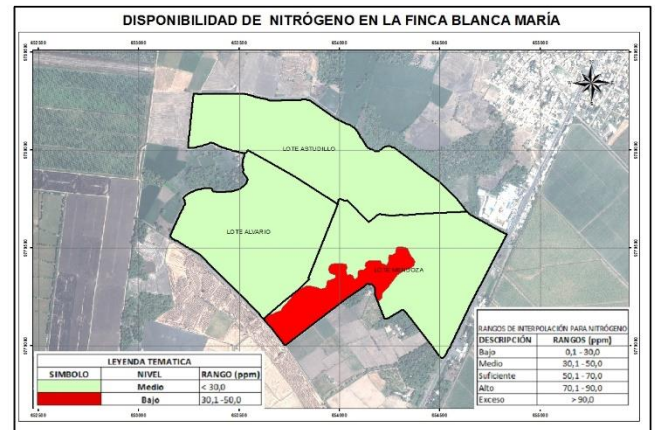 DISPONIBILIDAD DE NITRÓGENO EN LA FINCA BLANCA MARÍA
LOTE ASTUDILLO
LOTE ALVARIO
LOTE MENDOZA
LEYENDA TEMATICA
SIMBOLO NIVEL RANGO (ppm)
Medio < 30,0
Bajo 30,1 -50,0
RANGOS DE INTERPOLACIÓN PARA NITRÓGENO
DESCRIPCIÓN RANGOS (ppm)
Bajo 0,1 - 30,0
Medio 30,1 - 50,0
Suficiente 50,1 - 70,0
Alto 70,1 - 90,0
Exceso > 90,0